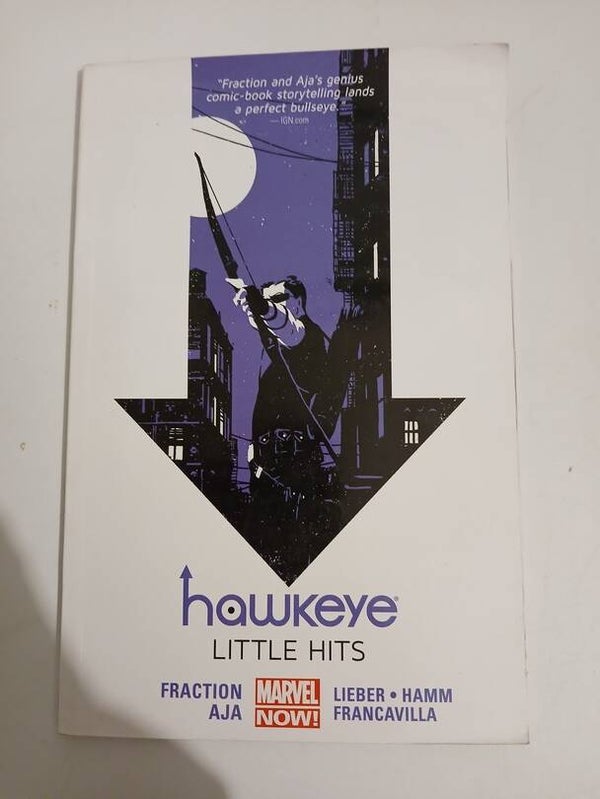 "Fraction and Aja's genius
comic-book storytelling lands
a perfect bullseye."
— IGN.com
hawkeye®
LITTLE HITS
FRACTION
AJA
MARVEL
NOW!
LIEBER • HAMM
FRANCAVILLA